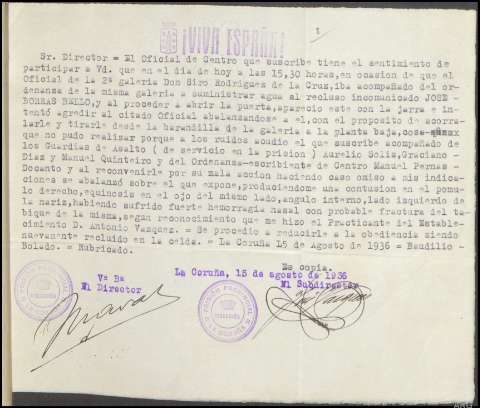 ¡VIVA ESPAÑA!
Sr. Director = El Oficial de Centro que suscribe tiene el sentimiento de
participar a Vd. que en el dia de hoy a las 15,30 horas, en ocasion de que el
Oficial de la 2ª galeria Don Siro Rodriguez de la Cruz, iba acompañado del or-
denanza de la misma galeria a suministrar agua al recluso incomunicado JOSE -
BORRAS BELLO, y al proceder a abrir la puerta, aparecio este con la jarra e in-
tentó agradir al citado Oficial abalanzandose a el, con el proposito de acorra-
larle y tirarle desde la barandilla de la galeria a la planta baja, cosa
que no pudo realizar porque a los ruidos acudio el que suscribe acompañado de
los Guardias de Asalto ( de servicio en la prision ) Aurelio Solis, Graciano -
Diaz y Manuel Quinteiro y del Ordenanza-escribiente de Centro Manuel Pernas -
Docanto y al reconvenirle por su mala accion haciendo caso omiso a mis indica-
ciones se abalanzó sobre el que expone, produciendome una contusion en el pomu-
lo derecho, equinosis en el ojo del mismo lado, angulo interno, lado izquierdo de
la nariz, habiendo sufrido fuerte hemorragia nasal con probable fractura del ta-
bique de la misma, segun reconocimiento que me hizo el Practicante del Estable-
cimiento D. Antonio Vazquez. = Se procedio a reducirle a la obediencia siendo
nuevamente recluido en la celda. = La Coruña 15 de agosto de 1936 = Baudilio -
Bolado. = Rubricado.
Es copia.
Vº Bº
La Coruña, 15 de agosto de 1936
El Director
El Subdirector
PRISION PROVINCIAL
PRISION PROVINCIAL